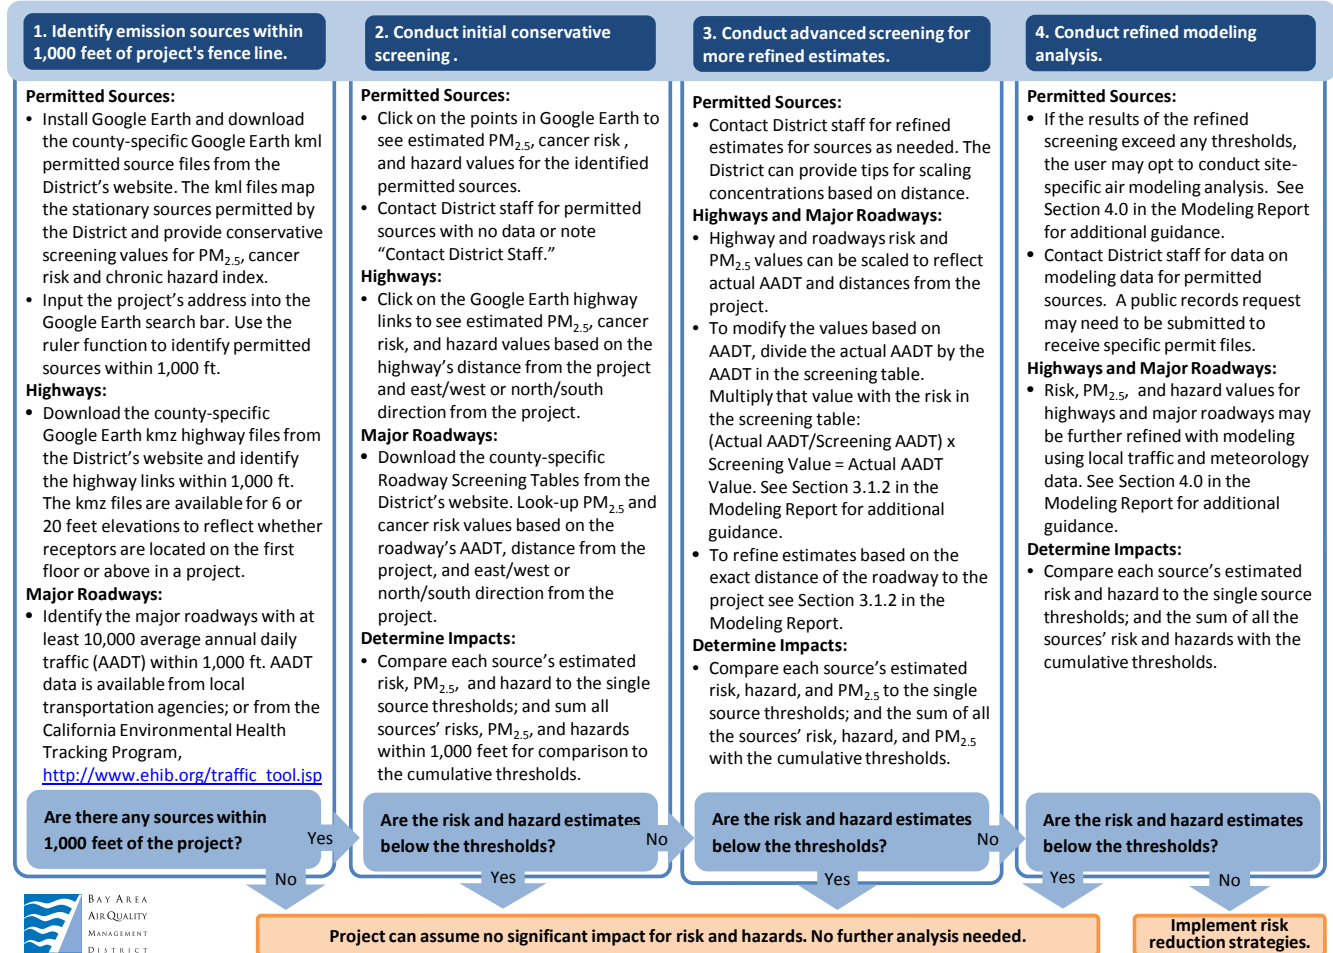 1. Identify emission sources within
1,000 feet of project's fence line.
Permitted Sources:
• Install Google Earth and download
the county-specific Google Earth kml
permitted source files from the
District's website. The kml files map
the stationary sources permitted by
the District and provide conservative
screening values for PM2.5, cancer
risk and chronic hazard index.
• Input the project's address into the
Google Earth search bar. Use the
ruler function to identify permitted
sources within 1,000 ft.
Highways:
• Download the county-specific
Google Earth kmz highway files from
the District's website and identify
the highway links within 1,000 ft.
The kmz files are available for 6 or
20 feet elevations to reflect whether
receptors are located on the first
floor or above in a project.
Major Roadways:
• Identify the major roadways with at
least 10,000 average annual daily
traffic (AADT) within 1,000 ft. AADT
data is available from local
transportation agencies; or from the
California Environmental Health
Tracking Program,
http://www.ehib.org/traffic_tool.jsp
Are there any sources within
1,000 feet of the project?
Yes
No
2. Conduct initial conservative
screening .
Permitted Sources:
• Click on the points in Google Earth to
see estimated PM2.5, cancer risk ,
and hazard values for the identified
permitted sources.
• Contact District staff for permitted
sources with no data or note
“Contact District Staff.”
Highways:
• Click on the Google Earth highway
links to see estimated PM2.5, cancer
risk, and hazard values based on the
highway's distance from the project
and east/west or north/south
direction from the project.
Major Roadways:
• Download the county-specific
Roadway Screening Tables from the
District's website. Look-up PM2.5 and
cancer risk values based on the
roadway's AADT, distance from the
project, and east/west or
north/south direction from the
project.
Determine Impacts:
• Compare each source's estimated
risk, PM2.5, and hazard to the single
source thresholds; and sum all
sources' risks, PM2.5, and hazards
within 1,000 feet for comparison to
the cumulative thresholds.
Are the risk and hazard estimates
below the thresholds?
No
Yes
3. Conduct advanced screening for
more refined estimates.
Permitted Sources:
• Contact District staff for refined
estimates for sources as needed. The
District can provide tips for scaling
concentrations based on distance.
Highways and Major Roadways:
• Highway and roadways risk and
PM2.5 values can be scaled to reflect
actual AADT and distances from the
project.
• To modify the values based on
AADT, divide the actual AADT by the
AADT in the screening table.
Multiply that value with the risk in
the screening table:
(Actual AADT/Screening AADT) x
Screening Value = Actual AADT
Value. See Section 3.1.2 in the
Modeling Report for additional
guidance.
• To refine estimates based on the
exact distance of the roadway to the
project see Section 3.1.2 in the
Modeling Report.
Determine Impacts:
• Compare each source's estimated
risk, hazard, and PM2.5 to the single
source thresholds; and the sum of all
the sources' risk, hazard, and PM2.5
with the cumulative thresholds.
Are the risk and hazard estimates
below the thresholds?
No
Yes
4. Conduct refined modeling
analysis.
Permitted Sources:
• If the results of the refined
screening exceed any thresholds,
the user may opt to conduct site-
specific air modeling analysis. See
Section 4.0 in the Modeling Report
for additional guidance.
• Contact District staff for data on
modeling data for permitted
sources. A public records request
may need to be submitted to
receive specific permit files.
Highways and Major Roadways:
• Risk, PM2.5, and hazard values for
highways and major roadways may
be further refined with modeling
using local traffic and meteorology
data. See Section 4.0 in the
Modeling Report for additional
guidance.
Determine Impacts:
• Compare each source's estimated
risk and hazard to the single source
thresholds; and the sum of all the
sources' risk and hazards with the
cumulative thresholds.
Are the risk and hazard estimates
below the thresholds?
Yes
No
BAY AREA
AIR QUALITY
MANAGEMENT
DISTRICT
Project can assume no significant impact for risk and hazards. No further analysis needed.
Implement risk
reduction strategies.